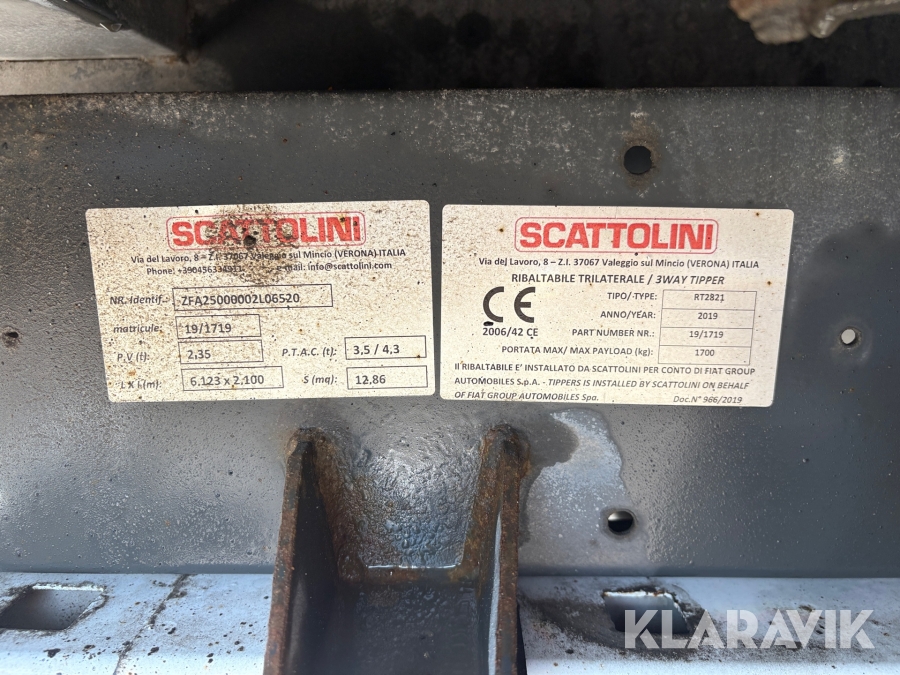 SCATTOLINI
Via del Lavoro, 8 – Z.I. 37067 Valeggio sul Mincio (VERONA) ITALIA
Phone: +390456334911 e-mail: info@scattolini.com
NR. Identif.: ZFA25000002L06520
matricule: 19/1719
P.V (t): 2,35 P.T.A.C. (t): 3,5 / 4,3
L x l (m): 6,123 x 2,100 S (mq): 12,86
SCATTOLINI
Via del Lavoro, 8 – Z.I. 37067 Valeggio sul Mincio (VERONA) ITALIA
RIBALTABILE TRILATERALE / 3WAY TIPPER
CE
2006/42 CE
TIPO/TYPE: RT2821
ANNO/YEAR: 2019
PART NUMBER NR.: 19/1719
PORTATA MAX/ MAX PAYLOAD (kg): 1700
Il RIBALTABILE E' INSTALLATO DA SCATTOLINI PER CONTO DI FIAT GROUP
AUTOMOBILES S.p.A. - TIPPERS IS INSTALLED BY SCATTOLINI ON BEHALF
OF FIAT GROUP AUTOMOBILES Spa.
Doc.N° 966/2019
KLARAVIK